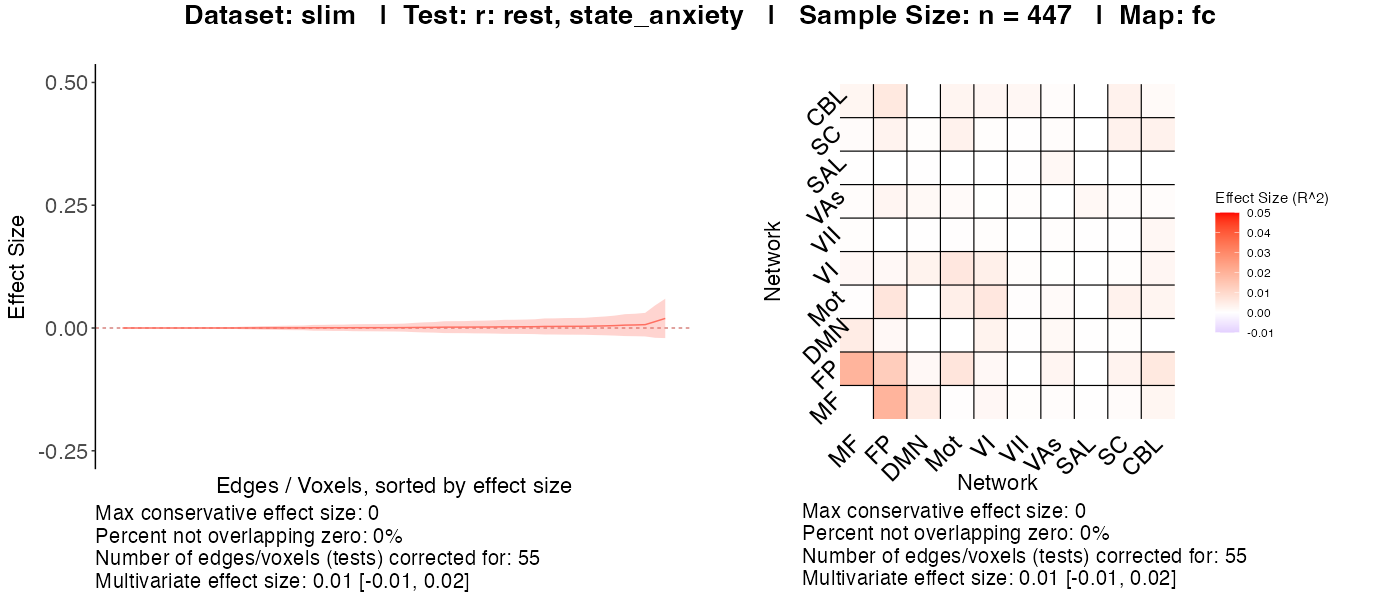 Dataset: slim | Test: r: rest, state_anxiety | Sample Size: n = 447 | Map: fc
0.50
0.25
0.00
-0.25
Effect Size
Edges / Voxels, sorted by effect size
Max conservative effect size: 0
Percent not overlapping zero: 0%
Number of edges/voxels (tests) corrected for: 55
Multivariate effect size: 0.01 [-0.01, 0.02]
Network
CBL
SC
SAL
VAs
VII
VI
Mot
DMN
FP
MF
MF FP DMN Mot VI VII VAs SAL SC CBL
Network
Effect Size (R^2)
0.05
0.04
0.03
0.02
0.01
0.00
-0.01
Max conservative effect size: 0
Percent not overlapping zero: 0%
Number of edges/voxels (tests) corrected for: 55
Multivariate effect size: 0.01 [-0.01, 0.02]